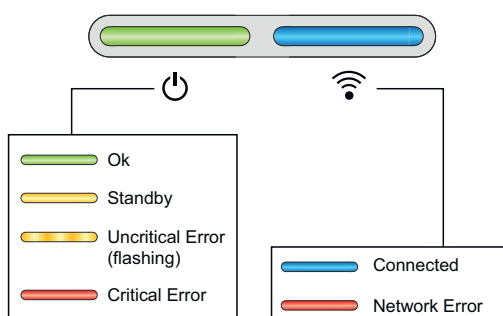 Ok
Standby
Uncritical Error
(flashing)
Critical Error
Connected
Network Error